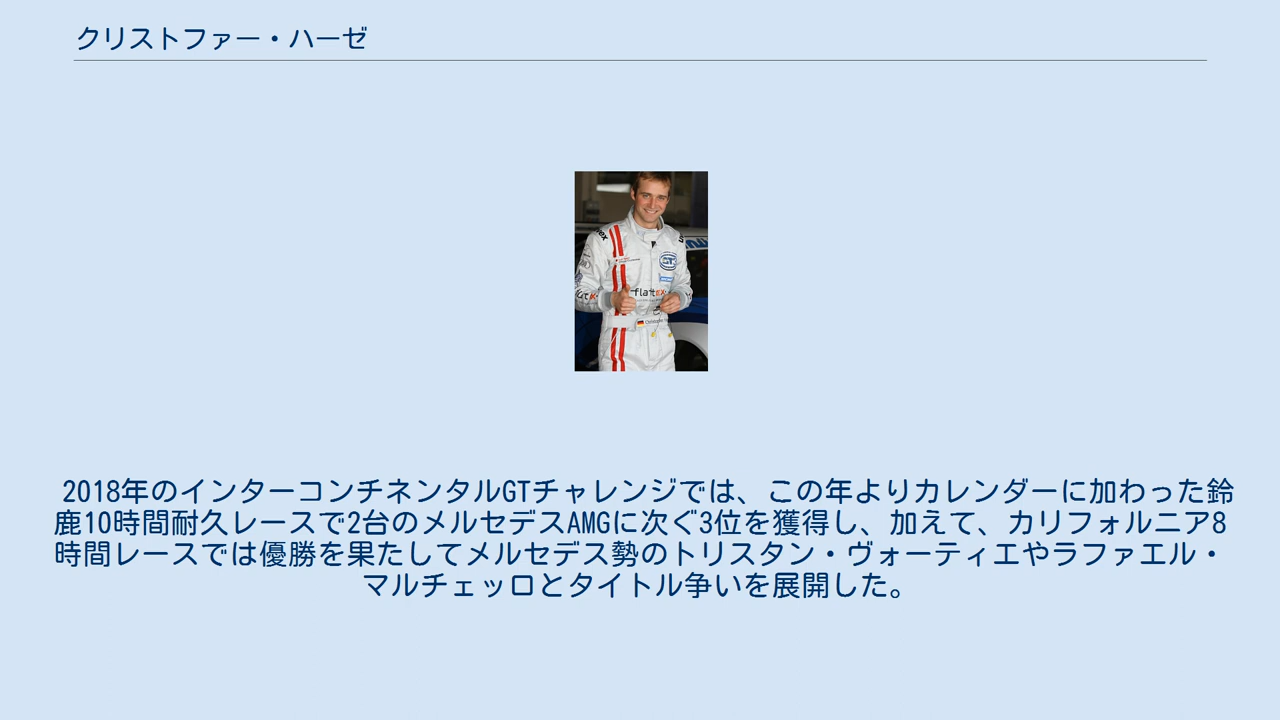 クリストファー・ハーゼ
flatex
2018年のインターコンチネンタルGTチャレンジでは、この年よりカレンダーに加わった鈴
鹿10時間耐久レースで2台のメルセデスAMGに次ぐ3位を獲得し、加えて、カリフォルニア8
時間レースでは優勝を果たしてメルセデス勢のトリスタン・ヴォーティエやラファエル・
マルチェッロとタイトル争いを展開した。